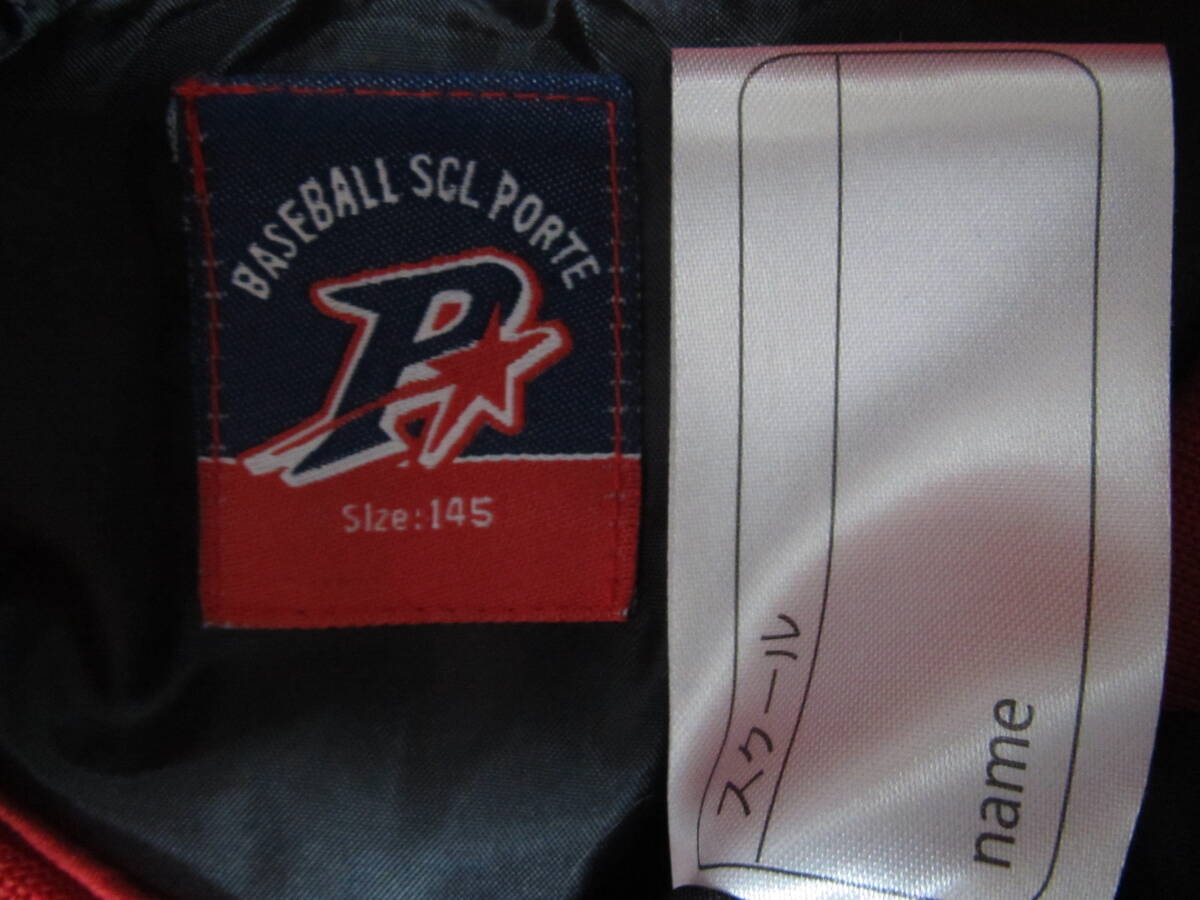 BASEBALL SCL PORTE
P
Size:145
スクール
name